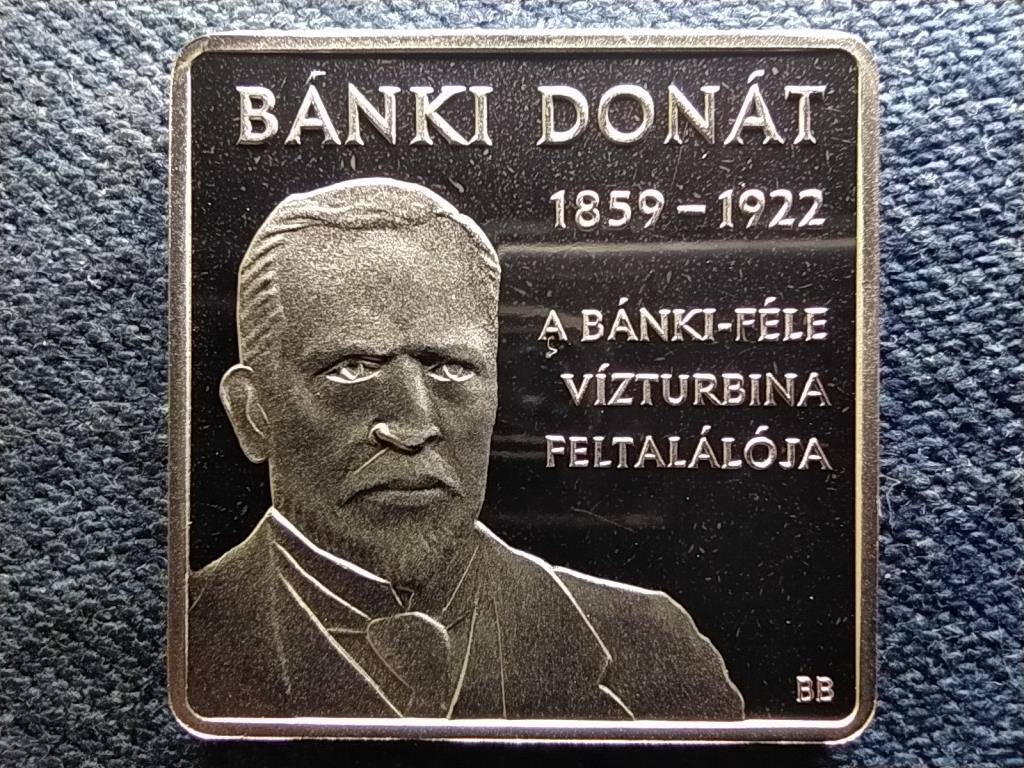 BÁNKI DONÁT
1859–1922
A BÁNKI-FÉLE
VÍZTURBINA
FELTALÁLÓJA
BB